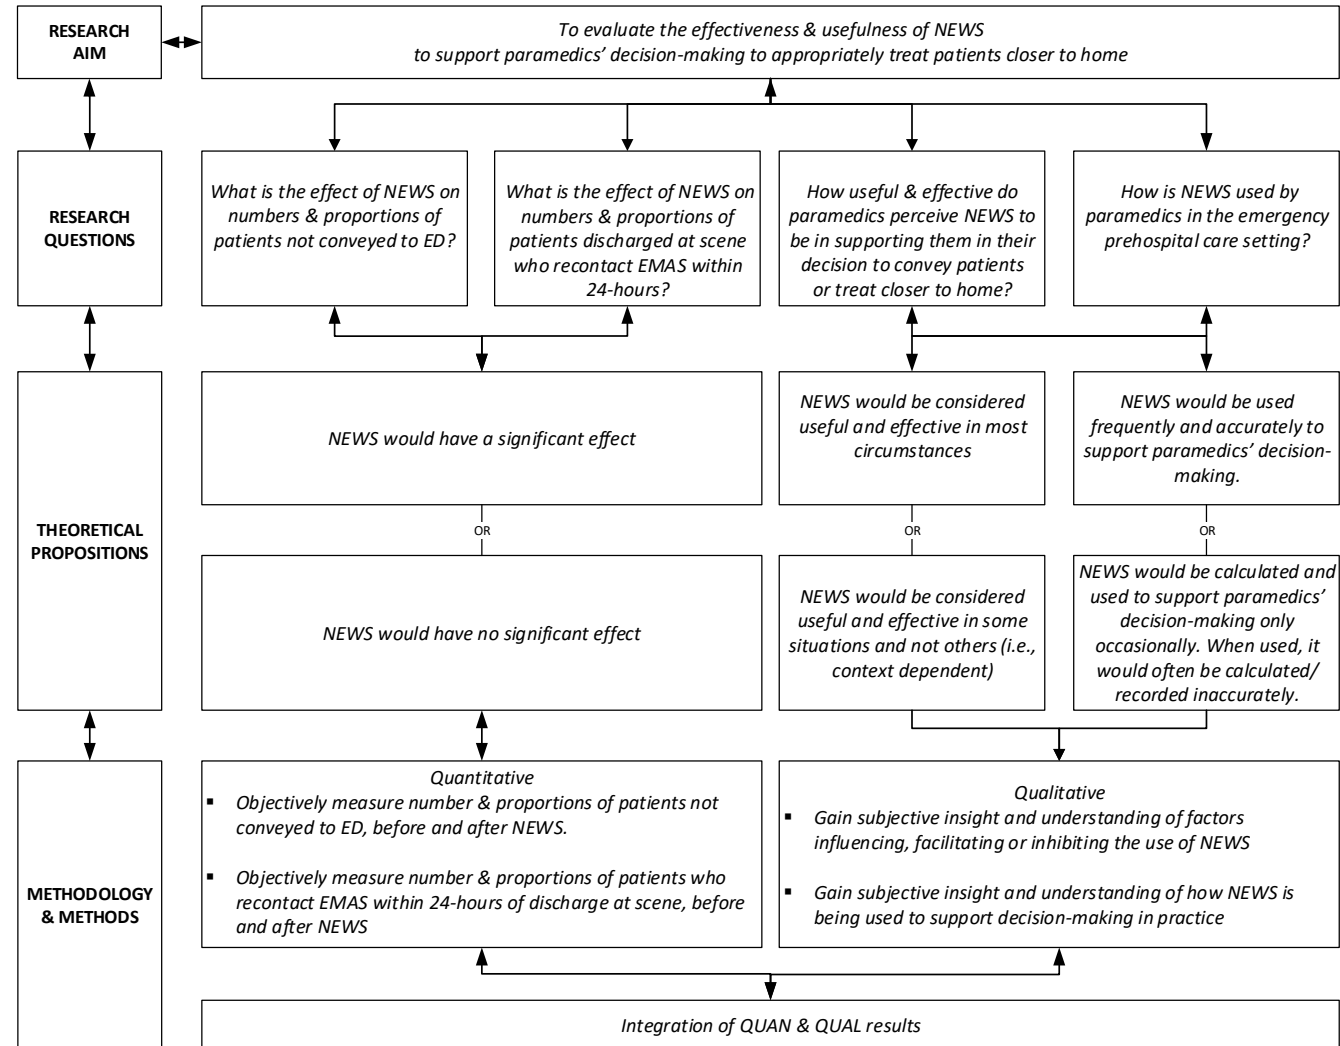 RESEARCH
AIM
To evaluate the effectiveness & usefulness of NEWS
to support paramedics’ decision-making to appropriately treat patients closer to home
RESEARCH
QUESTIONS
What is the effect of NEWS on
numbers & proportions of
patients not conveyed to ED?
What is the effect of NEWS on
numbers & proportions of
patients discharged at scene
who recontact EMAS within
24-hours?
How useful & effective do
paramedics perceive NEWS to
be in supporting them in their
decision to convey patients
or treat closer to home?
How is NEWS used by
paramedics in the emergency
prehospital care setting?
THEORETICAL
PROPOSITIONS
NEWS would have a significant effect
OR
NEWS would have no significant effect
NEWS would be considered
useful and effective in most
circumstances
OR
NEWS would be considered
useful and effective in some
situations and not others (i.e.,
context dependent)
NEWS would be used
frequently and accurately to
support paramedics’ decision-
making.
OR
NEWS would be calculated and
used to support paramedics’
decision-making only
occasionally. When used, it
would often be calculated/
recorded inaccurately.
METHODOLOGY
& METHODS
Quantitative
▪ Objectively measure number & proportions of patients not
conveyed to ED, before and after NEWS.
▪ Objectively measure number & proportions of patients who
recontact EMAS within 24-hours of discharge at scene, before
and after NEWS
Qualitative
▪ Gain subjective insight and understanding of factors
influencing, facilitating or inhibiting the use of NEWS
▪ Gain subjective insight and understanding of how NEWS is
being used to support decision-making in practice
Integration of QUAN & QUAL results